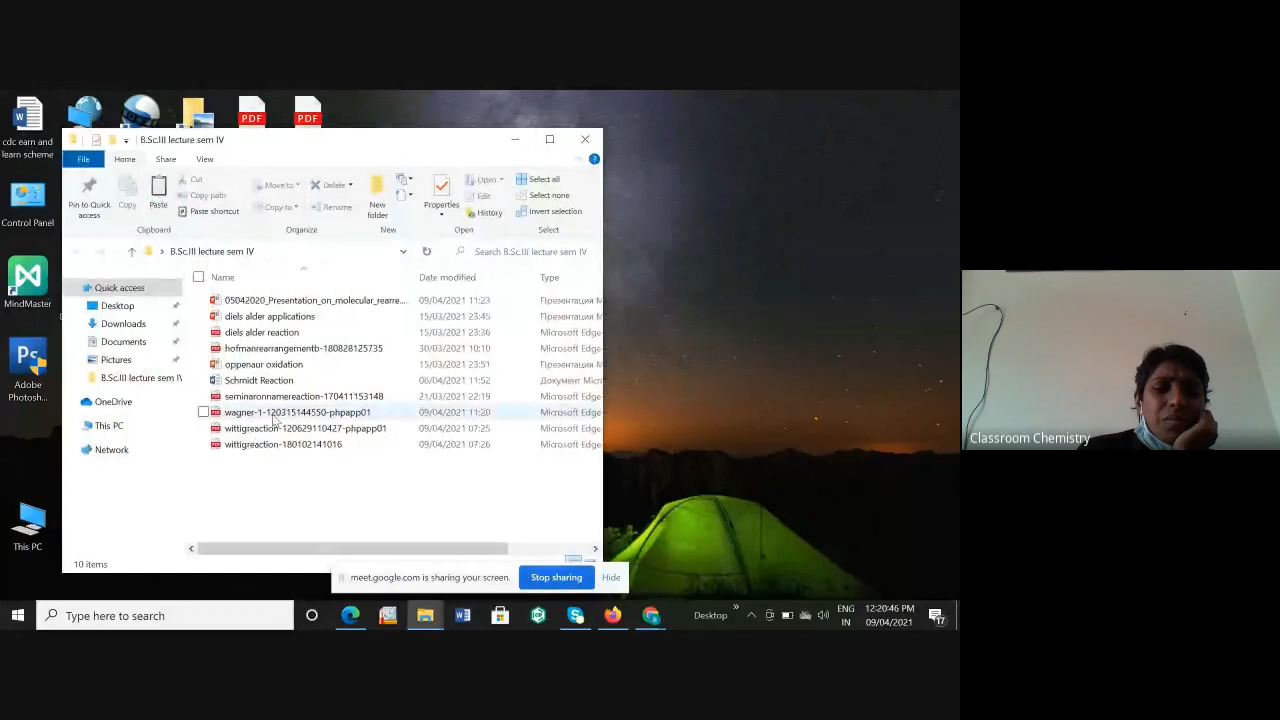 PDF
PDF
cdc earn and
learn scheme
Control Panel
MindMaster
Adobe
Photosh...
This PC
B.Sc.III lecture sem IV
File
Home
Share
View
Pin to Quick
access
Copy
Paste
Cut
Copy path
Paste shortcut
Clipboard
Move to
Copy to
Delete
Rename
Organize
New
folder
New
Properties
Open
Edit
History
Open
Select all
Select none
Invert selection
Select
B.Sc.III lecture sem IV
Search B.Sc.III lecture sem IV
Quick access
Desktop
Downloads
Documents
Pictures
B.Sc.III lecture sem IV
OneDrive
This PC
Network
Name Date modified Type
05042020_Presentation_on_molecular_rearre... 09/04/2021 11:23 Презентация M
diels alder applications 15/03/2021 23:45 Презентация M
diels alder reaction 15/03/2021 23:36 Microsoft Edge
hofmanrearrangementb-180828125735 30/03/2021 10:10 Microsoft Edge
oppenaur oxidation 15/03/2021 23:51 Презентация M
Schmidt Reaction 06/04/2021 11:52 Документ Micro
seminaronnamereaction-170411153148 21/03/2021 22:19 Microsoft Edge
wagner-1-120315144550-phpapp01 09/04/2021 11:20 Microsoft Edge
wittigreaction-120629110427-phpapp01 09/04/2021 07:25 Microsoft Edge
wittigreaction-180102141016 09/04/2021 07:26 Microsoft Edge
10 items
meet.google.com is sharing your screen.
Stop sharing
Hide
Type here to search
Desktop
ENG
IN
12:20:46 PM
09/04/2021
17
Classroom Chemistry